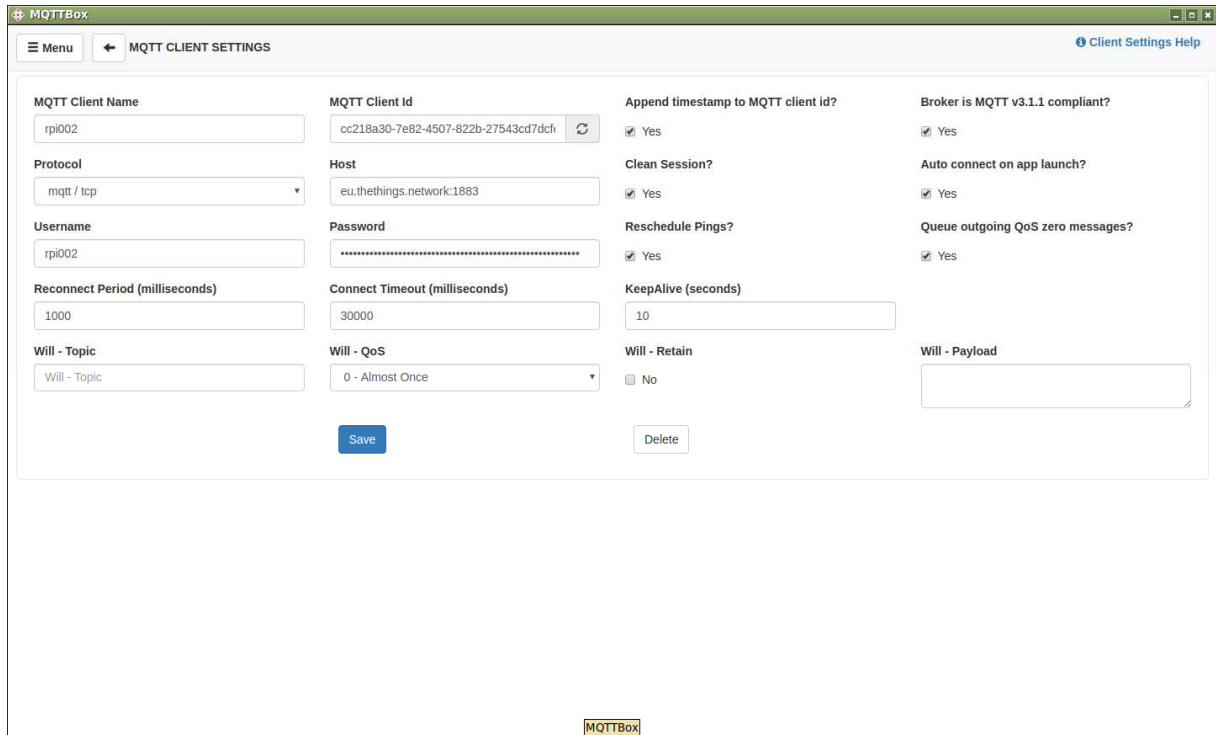 MQTTBox
Menu MQTT CLIENT SETTINGS Client Settings Help
MQTT Client Name MQTT Client Id Append timestamp to MQTT client id? Broker is MQTT v3.1.1 compliant?
rpi002 cc218a30-7e82-4507-822b-27543cd7dcf Yes Yes
Protocol Host Clean Session? Auto connect on app launch?
mqtt / tcp eu.thethings.network:1883 Yes Yes
Username Password Reschedule Pings? Queue outgoing QoS zero messages?
rpi002 Yes Yes
Reconnect Period (milliseconds) Connect Timeout (milliseconds) KeepAlive (seconds)
1000 30000 10
Will - Topic Will - QoS Will - Retain Will - Payload
Will - Topic 0 - Almost Once No
Save Delete
MQTTBox